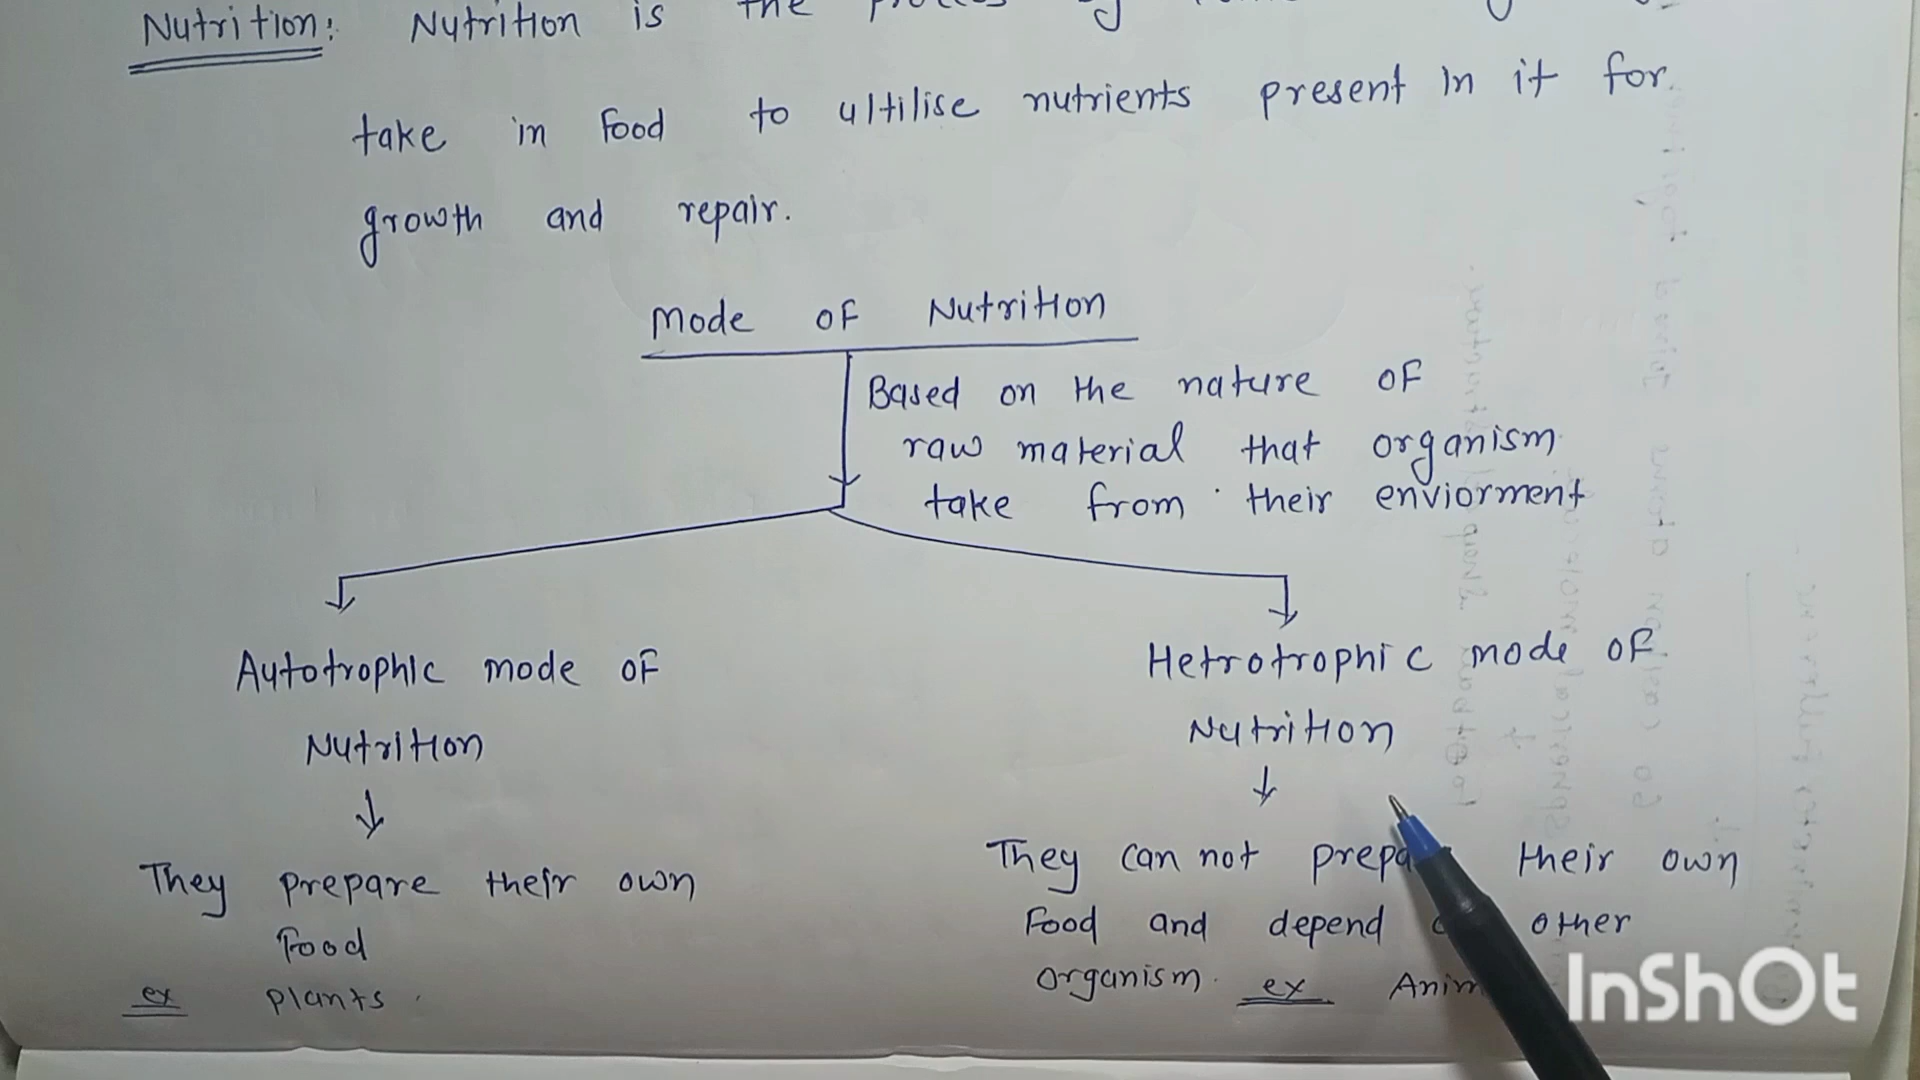 Nutrition: Nutrition is the process by
take in food to ultilise nutrients present in it for.
growth and repair.
Mode of Nutrition
Based on the nature of
raw material that organism
take from their enviorment
Autotrophic mode of
Nutrition
Hetrotrophic mode of
Nutrition
They prepare their own
Food
ex plants.
They can not their own
Food and depend other
organism. ex
InShOt